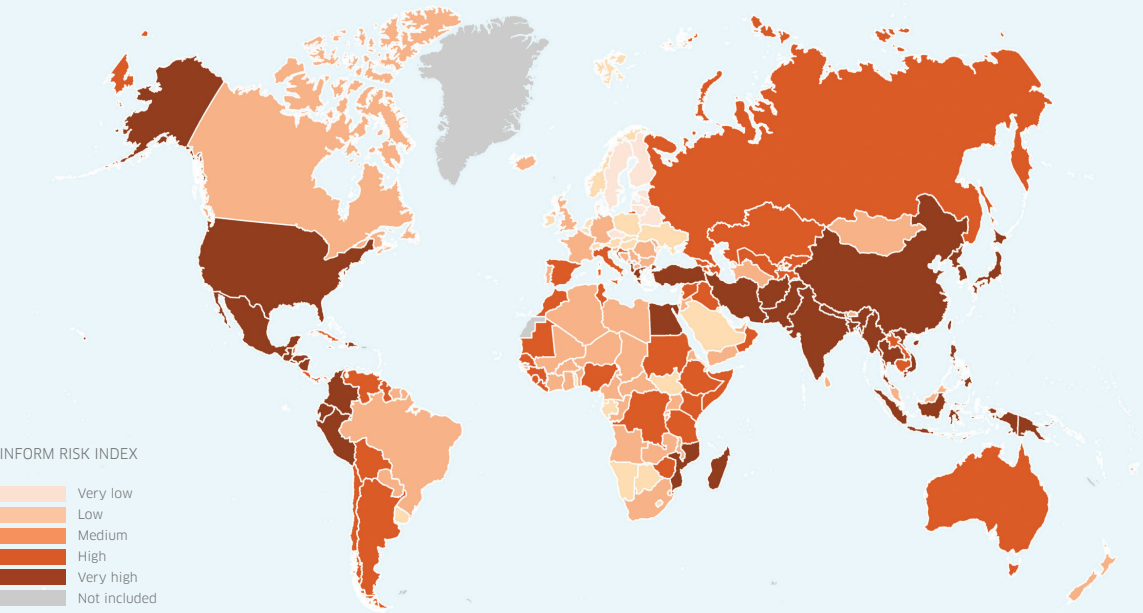 INFORM RISK INDEX
Very low
Low
Medium
High
Very high
Not included